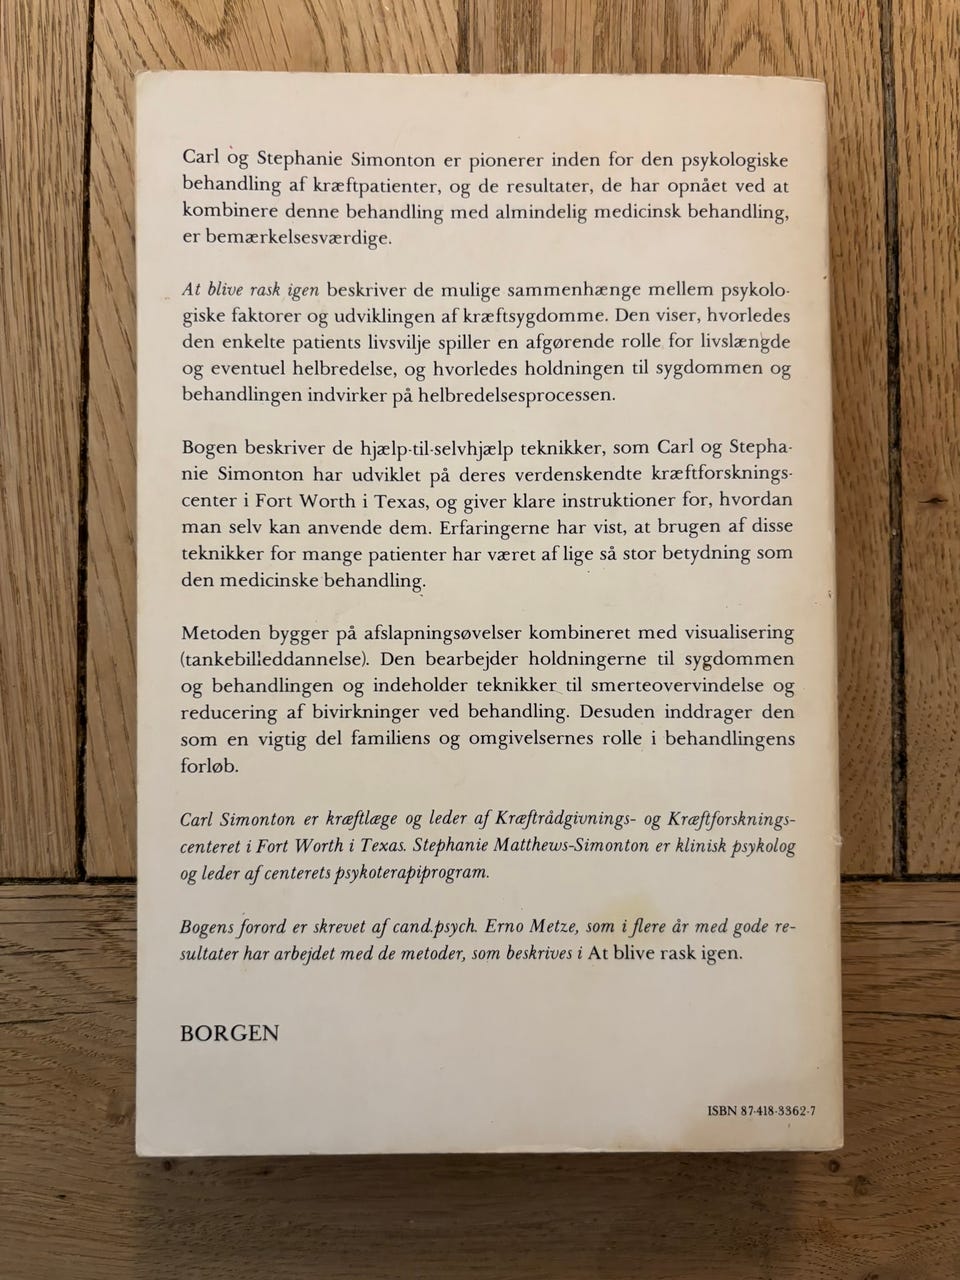 Carl og Stephanie Simonton er pionerer inden for den psykologiske
behandling af kræftpatienter, og de resultater, de har opnået ved at
kombinere denne behandling med almindelig medicinsk behandling,
er bemærkelsesværdige.
At blive rask igen beskriver de mulige sammenhænge mellem psykolo-
giske faktorer og udviklingen af kræftsygdomme. Den viser, hvorledes
den enkelte patients livsvilje spiller en afgørende rolle for livslængde
og eventuel helbredelse, og hvorledes holdningen til sygdommen og
behandlingen indvirker på helbredelsesprocessen.
Bogen beskriver de hjælp-til-selvhjælp teknikker, som Carl og Stepha-
nie Simonton har udviklet på deres verdenskendte kræftforsknings-
center i Fort Worth i Texas, og giver klare instruktioner for, hvordan
man selv kan anvende dem. Erfaringerne har vist, at brugen af disse
teknikker for mange patienter har været af lige så stor betydning som
den medicinske behandling.
Metoden bygger på afslapningsøvelser kombineret med visualisering
(tankebilleddannelse). Den bearbejder holdningerne til sygdommen
og behandlingen og indeholder teknikker til smerteovervindelse og
reducering af bivirkninger ved behandling. Desuden inddrager den
som en vigtig del familiens og omgivelsernes rolle i behandlingens
forløb.
Carl Simonton er kræftlæge og leder af Kræftrådgivnings- og Kræftforsknings-
centeret i Fort Worth i Texas. Stephanie Matthews-Simonton er klinisk psykolog
og leder af centerets psykoterapiprogram.
Bogens forord er skrevet af cand.psych. Erno Metze, som i flere år med gode re-
sultater har arbejdet med de metoder, som beskrives i At blive rask igen.
BORGEN
ISBN 87-418-3362-7